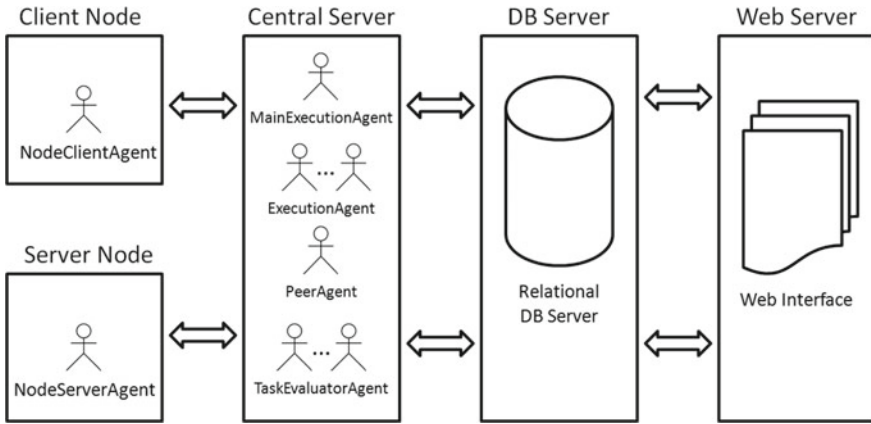 Client Node
Central Server
DB Server
Web Server
NodeClientAgent
MainExecutionAgent
...
ExecutionAgent
PeerAgent
...
TaskEvaluatorAgent
Server Node
NodeServerAgent
Relational
DB Server
Web Interface